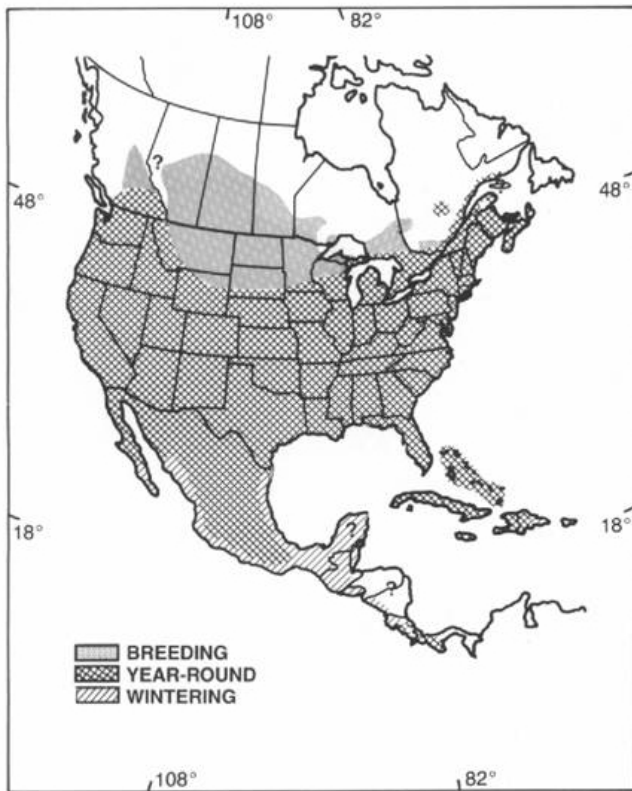 108° 82°
?
48° 48°
18° 18°
?
BREEDING
YEAR-ROUND
WINTERING
108° 82°